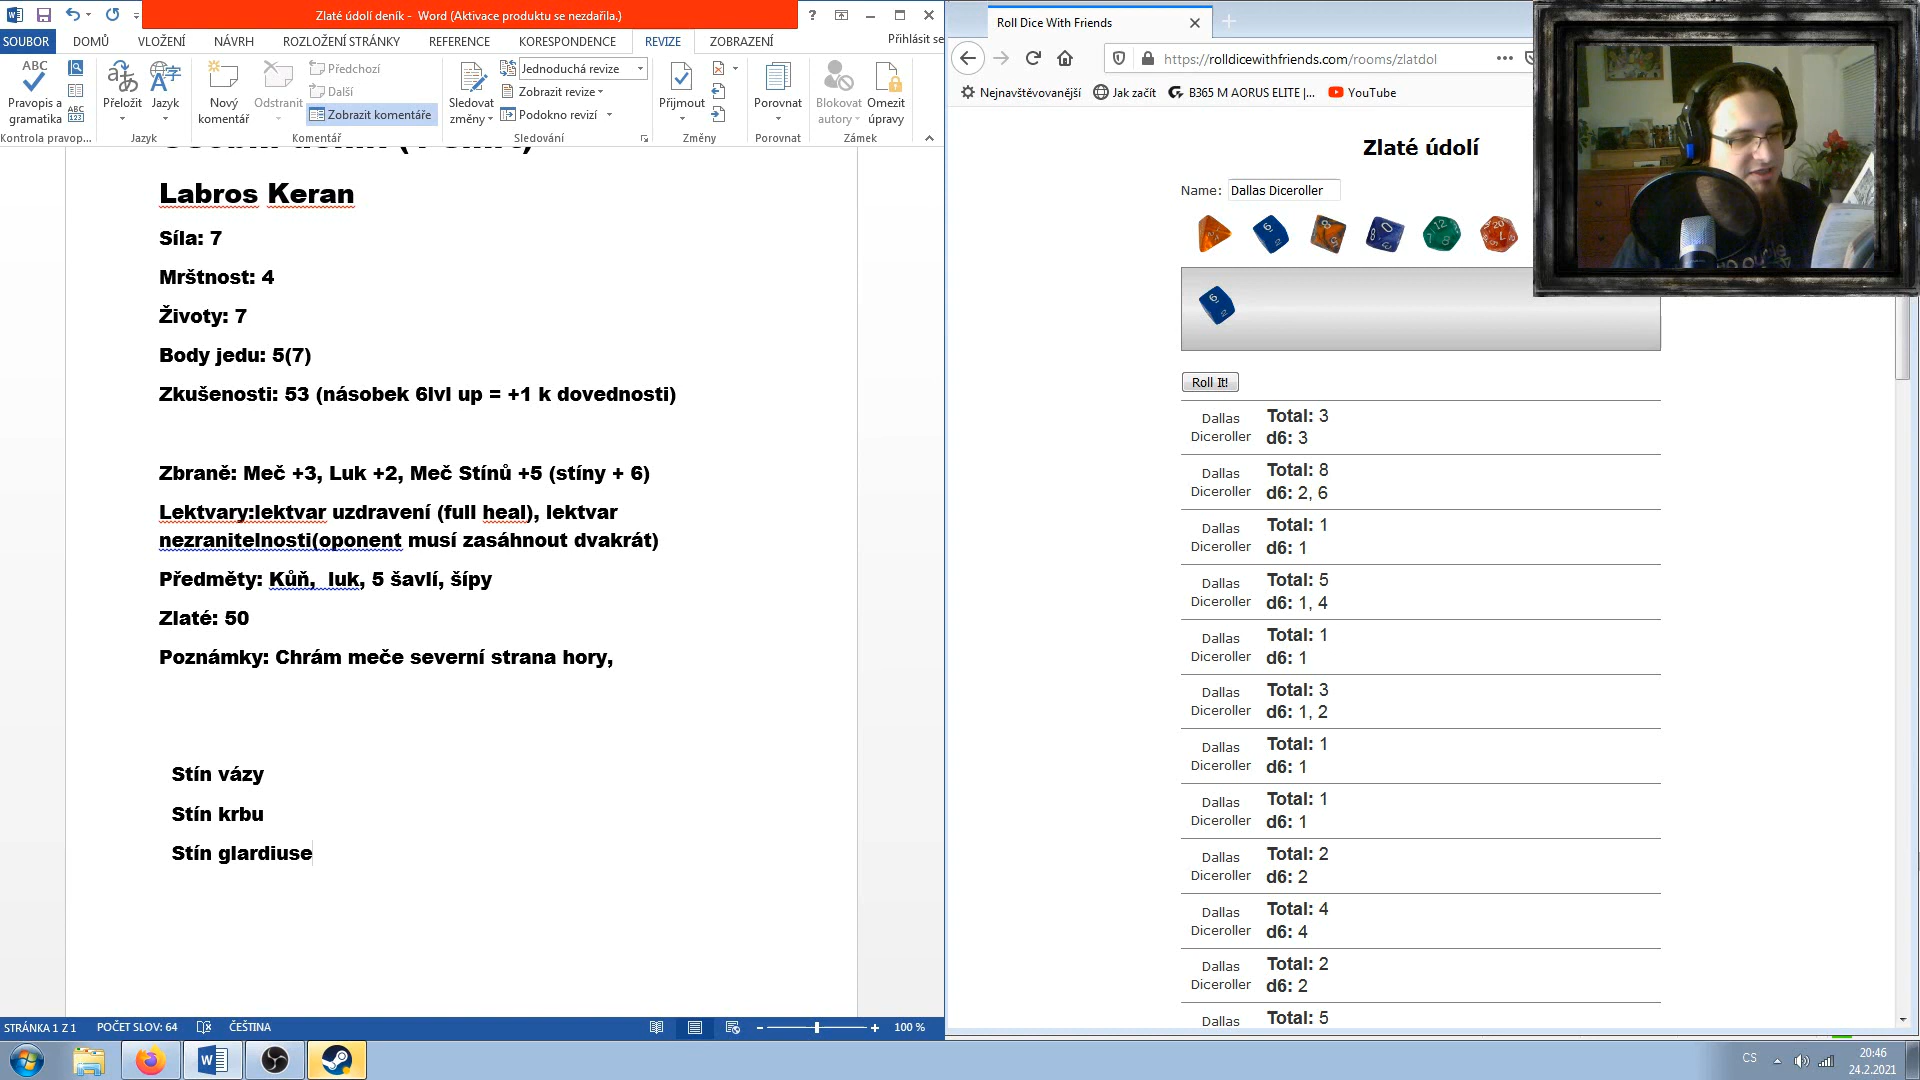 Zlaté údolí deník - Word (Aktivace produktu se nezdařila.)
SOUBOR DOMŮ VLOŽENÍ NÁVRH ROZLOŽENÍ STRÁNKY REFERENCE KORESPONDENCE REVIZE ZOBRAZENÍ Přihlásit se
Pravopis a gramatika
Přeložit Jazyk
Nový komentář
Odstranit
Předchozí
Další
Zobrazit komentáře
Sledovat změny
Jednoduchá revize
Zobrazit revize
Podokno revizí
Přijmout
Porovnat
Blokovat autory
Omezit úpravy
Kontrola pravop... Jazyk Komentář Sledování Změny Porovnat Zámek
Labros Keran
Síla: 7
Mrštnost: 4
Životy: 7
Body jedu: 5(7)
Zkušenosti: 53 (násobek 6lvl up = +1 k dovednosti)
Zbraně: Meč +3, Luk +2, Meč Stínů +5 (stíny + 6)
Lektvary:lektvar uzdravení (full heal), lektvar
nezranitelnosti(oponent musí zasáhnout dvakrát)
Předměty: Kůň, luk, 5 šavlí, šípy
Zlaté: 50
Poznámky: Chrám meče severní strana hory,
Stín vázy
Stín krbu
Stín glardiuse
STRÁNKA 1 Z 1 POČET SLOV: 64 ČEŠTINA 100 %
Roll Dice With Friends
https://rolldicewithfriends.com/rooms/zlatdol
Nejnavštěvovanější Jak začít B365 M AORUS ELITE |... YouTube
Zlaté údolí
Name: Dallas Diceroller
Roll It!
Dallas Diceroller Total: 3
d6: 3
Dallas Diceroller Total: 8
d6: 2, 6
Dallas Diceroller Total: 1
d6: 1
Dallas Diceroller Total: 5
d6: 1, 4
Dallas Diceroller Total: 1
d6: 1
Dallas Diceroller Total: 3
d6: 1, 2
Dallas Diceroller Total: 1
d6: 1
Dallas Diceroller Total: 1
d6: 1
Dallas Diceroller Total: 2
d6: 2
Dallas Diceroller Total: 4
d6: 4
Dallas Diceroller Total: 2
d6: 2
Dallas Total: 5
CS
20:46
24.2.2021